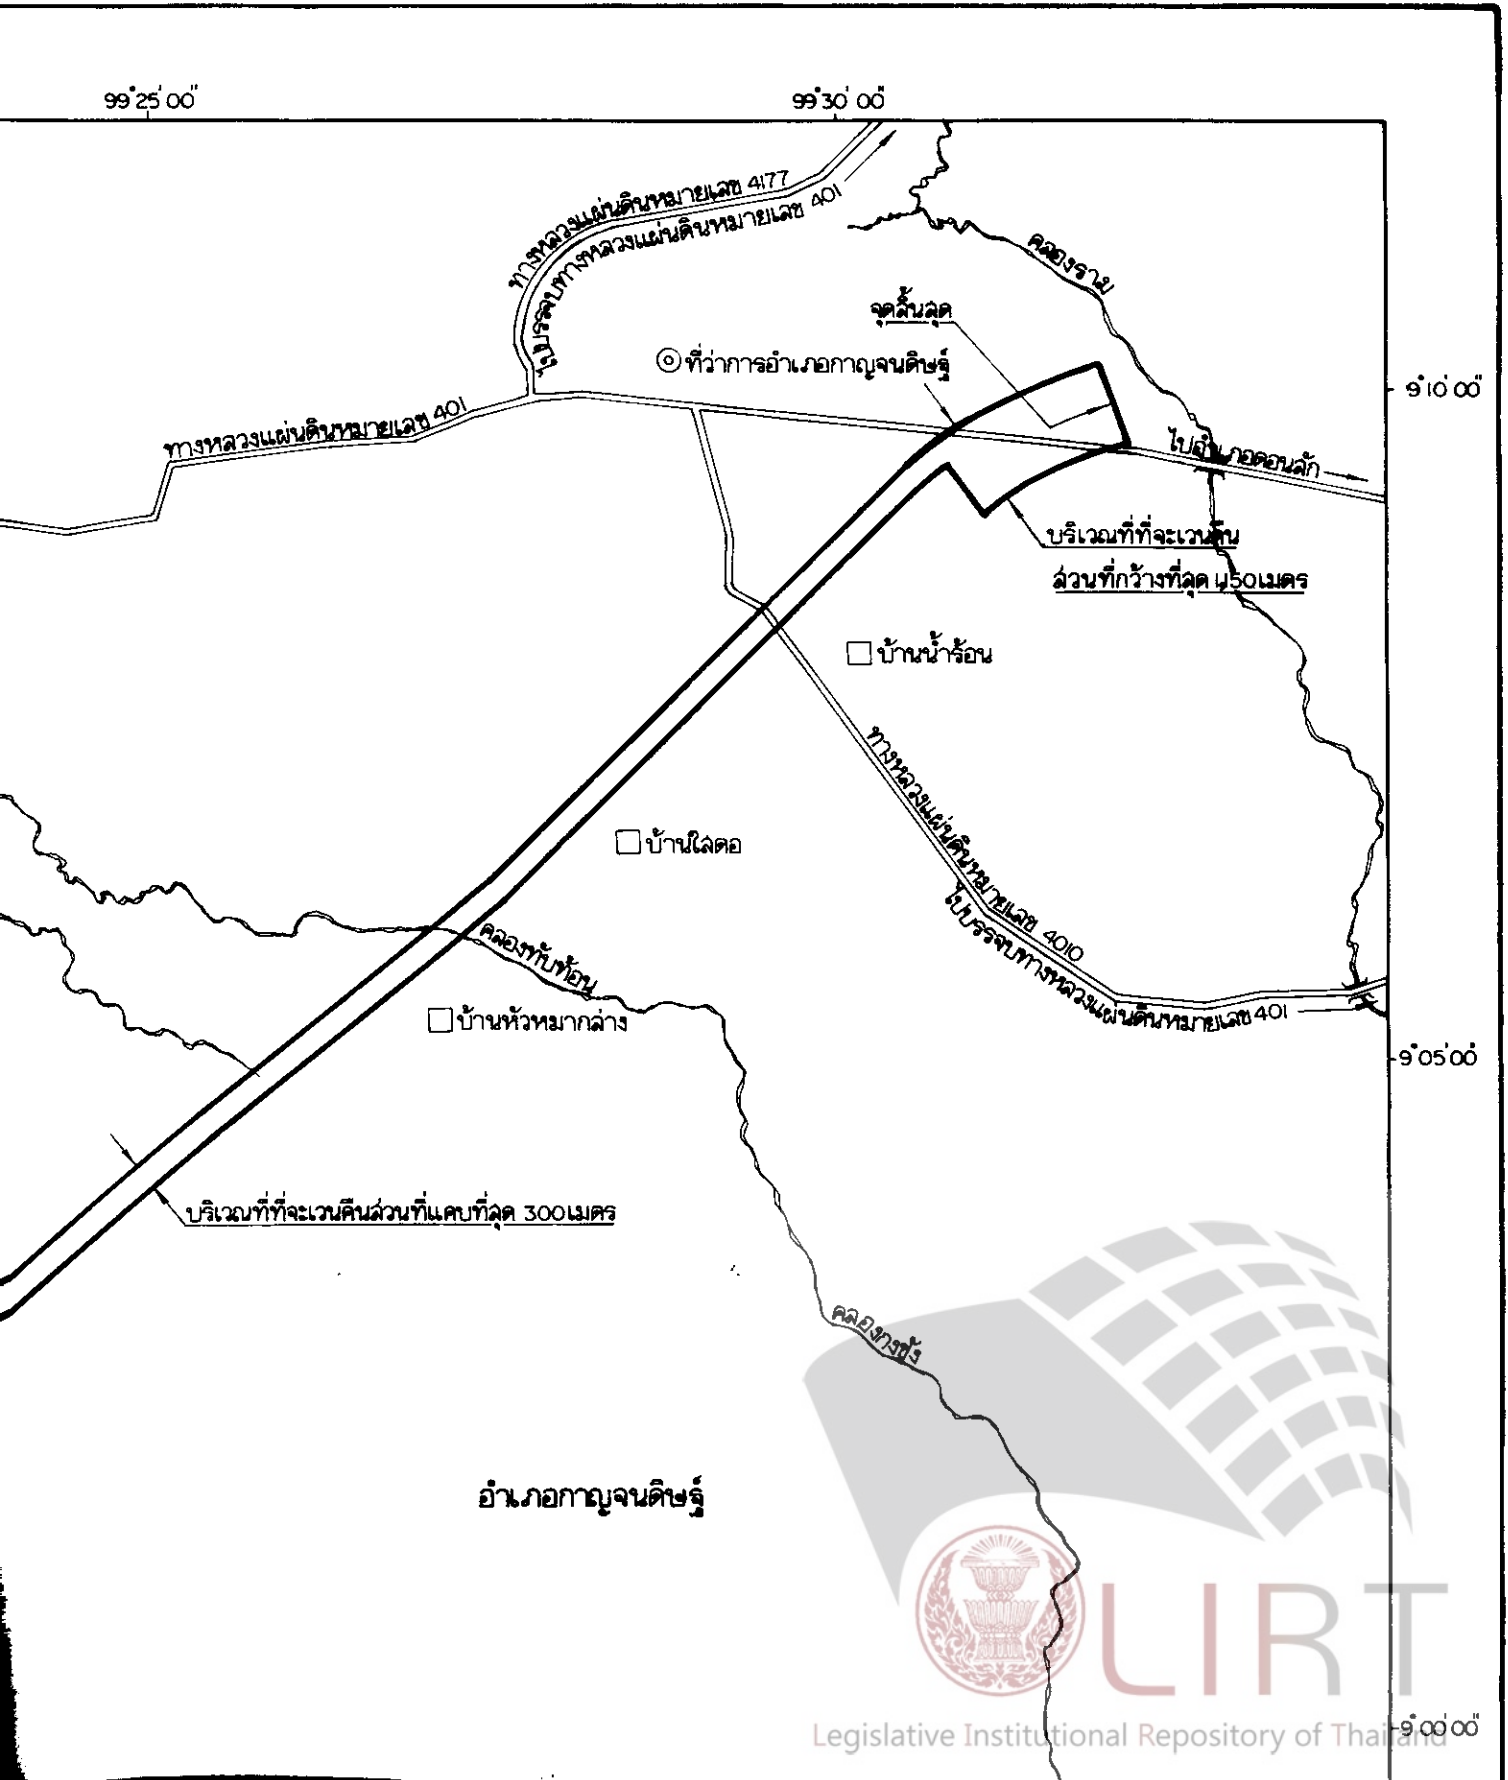 99°25'00"
99°30'00"
ทางหลวงแผ่นดินหมายเลข 4177
ไปบรรจบทางหลวงแผ่นดินหมายเลข 401
คลองราม
จุดสิ้นสุด
ที่ว่าการอำเภอกาญจนดิษฐ์
9°10'00"
ทางหลวงแผ่นดินหมายเลข 401
ไปอำเภอดอนสัก
บริเวณที่ที่จะเวนคืน
ส่วนที่กว้างที่สุด 1,150 เมตร
บ้านน้ำร้อน
ทางหลวงแผ่นดินหมายเลข 4010
ไปบรรจบทางหลวงแผ่นดินหมายเลข 401
บ้านใสตอ
คลองทับท้อน
บ้านหัวหมากล่าง
9°05'00
บริเวณที่ที่จะเวนคืนส่วนที่แคบที่สุด 300 เมตร
อำเภอกาญจนดิษฐ์
LIRT
Legislative Institutional Repository of Thailand
9°00'00"